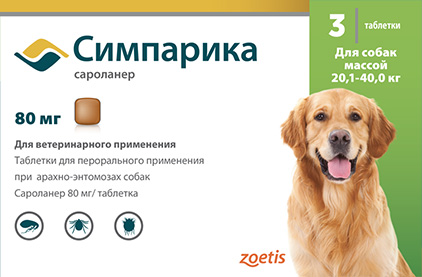 Симпарика
сароланер
80 мг
Для ветеринарного применения
Таблетки для перорального применения
при арахно-энтомозах собак
Сароланер 80 мг/ таблетка
zoetis
3 таблетки
Для собак
массой
20,1-40,0 кг